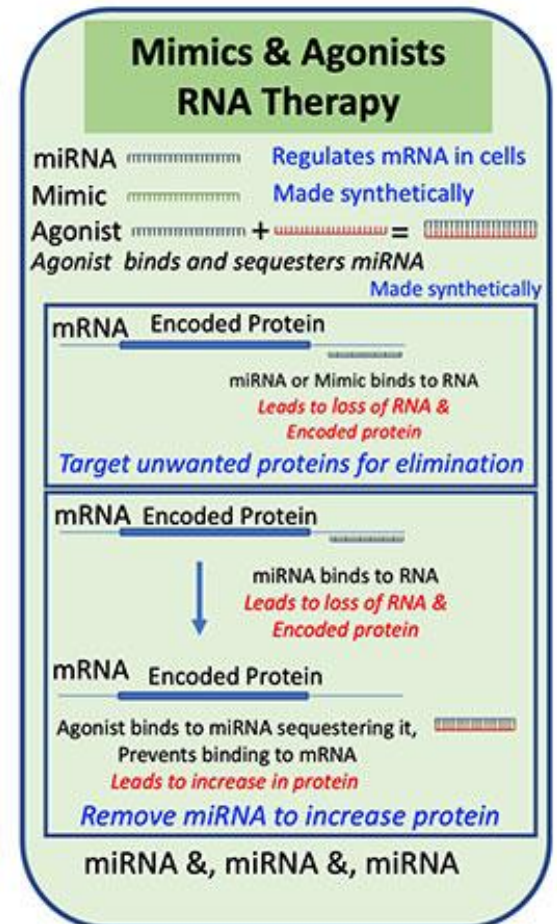 Mimics & Agonists
RNA Therapy
miRNA Regulates mRNA in cells
Mimic Made synthetically
Agonist + =
Agonist binds and sequesters miRNA
Made synthetically
mRNA Encoded Protein
miRNA or Mimic binds to RNA
Leads to loss of RNA &
Encoded protein
Target unwanted proteins for elimination
mRNA Encoded Protein
miRNA binds to RNA
Leads to loss of RNA &
Encoded protein
mRNA Encoded Protein
Agonist binds to miRNA sequestering it,
Prevents binding to mRNA
Leads to increase in protein
Remove miRNA to increase protein
miRNA &, miRNA &, miRNA